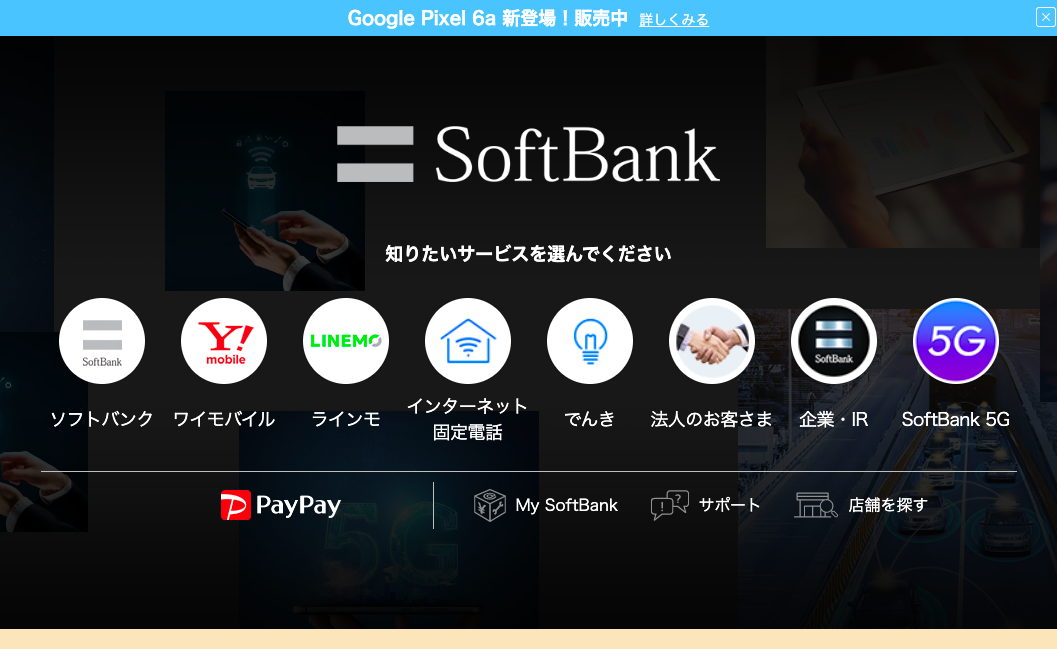 Google Pixel 6a 新登場！販売中 詳しくみる
SoftBank
知りたいサービスを選んでください
SoftBank
Y! mobile
LINEMO
SoftBank
5G
ソフトバンク
ワイモバイル
ラインモ
インターネット
固定電話
でんき
法人のお客さま
企業・IR
SoftBank 5G
PayPay
My SoftBank
サポート
店舗を探す
5G